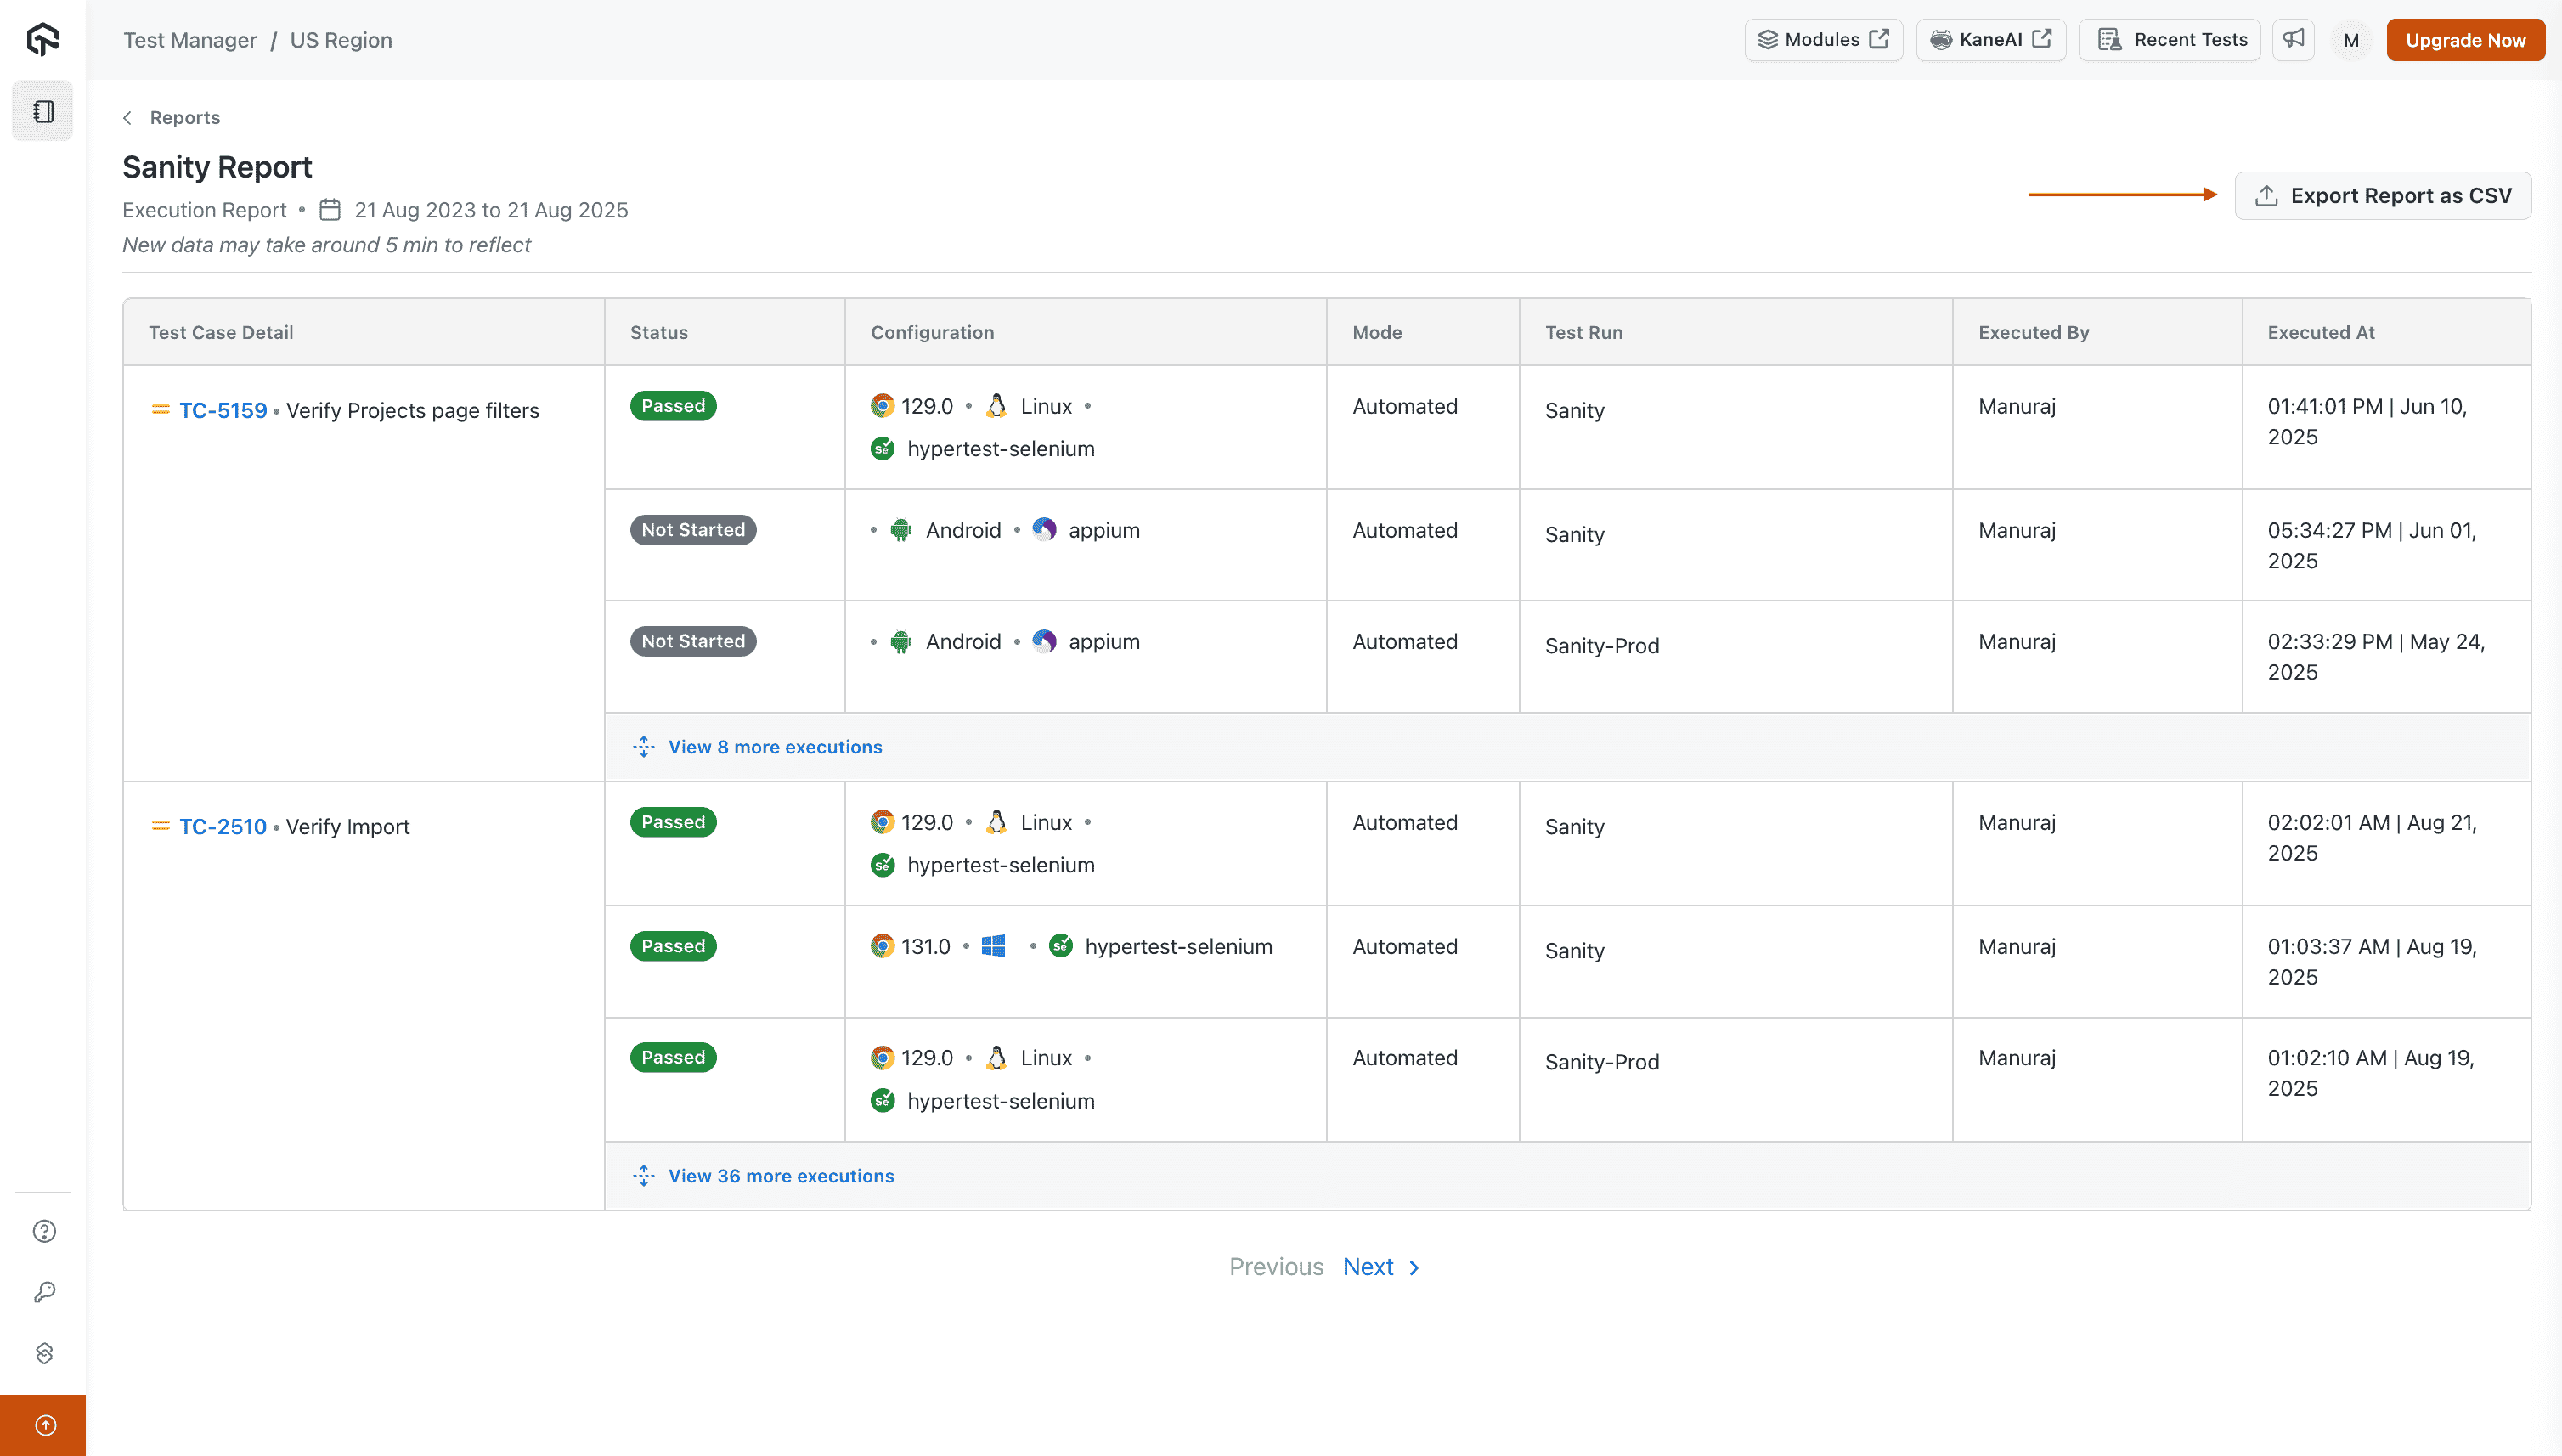 Test Manager / US Region
Modules
KaneAI
Recent Tests
M
Upgrade Now
Reports
Sanity Report
Execution Report • 21 Aug 2023 to 21 Aug 2025
New data may take around 5 min to reflect
Export Report as CSV
Test Case Detail Status Configuration Mode Test Run Executed By Executed At
TC-5159 • Verify Projects page filters
Passed 129.0 • Linux • Automated Sanity Manuraj 01:41:01 PM | Jun 10,
Se hypertest-selenium 2025
Not Started • Android • appium Automated Sanity Manuraj 05:34:27 PM | Jun 01,
2025
Not Started • Android • appium Automated Sanity-Prod Manuraj 02:33:29 PM | May 24,
2025
View 8 more executions
TC-2510 • Verify Import
Passed 129.0 • Linux • Automated Sanity Manuraj 02:02:01 AM | Aug 21,
Se hypertest-selenium 2025
Passed 131.0 • • Se hypertest-selenium Automated Sanity Manuraj 01:03:37 AM | Aug 19,
2025
Passed 129.0 • Linux • Automated Sanity-Prod Manuraj 01:02:10 AM | Aug 19,
Se hypertest-selenium 2025
View 36 more executions
Previous Next